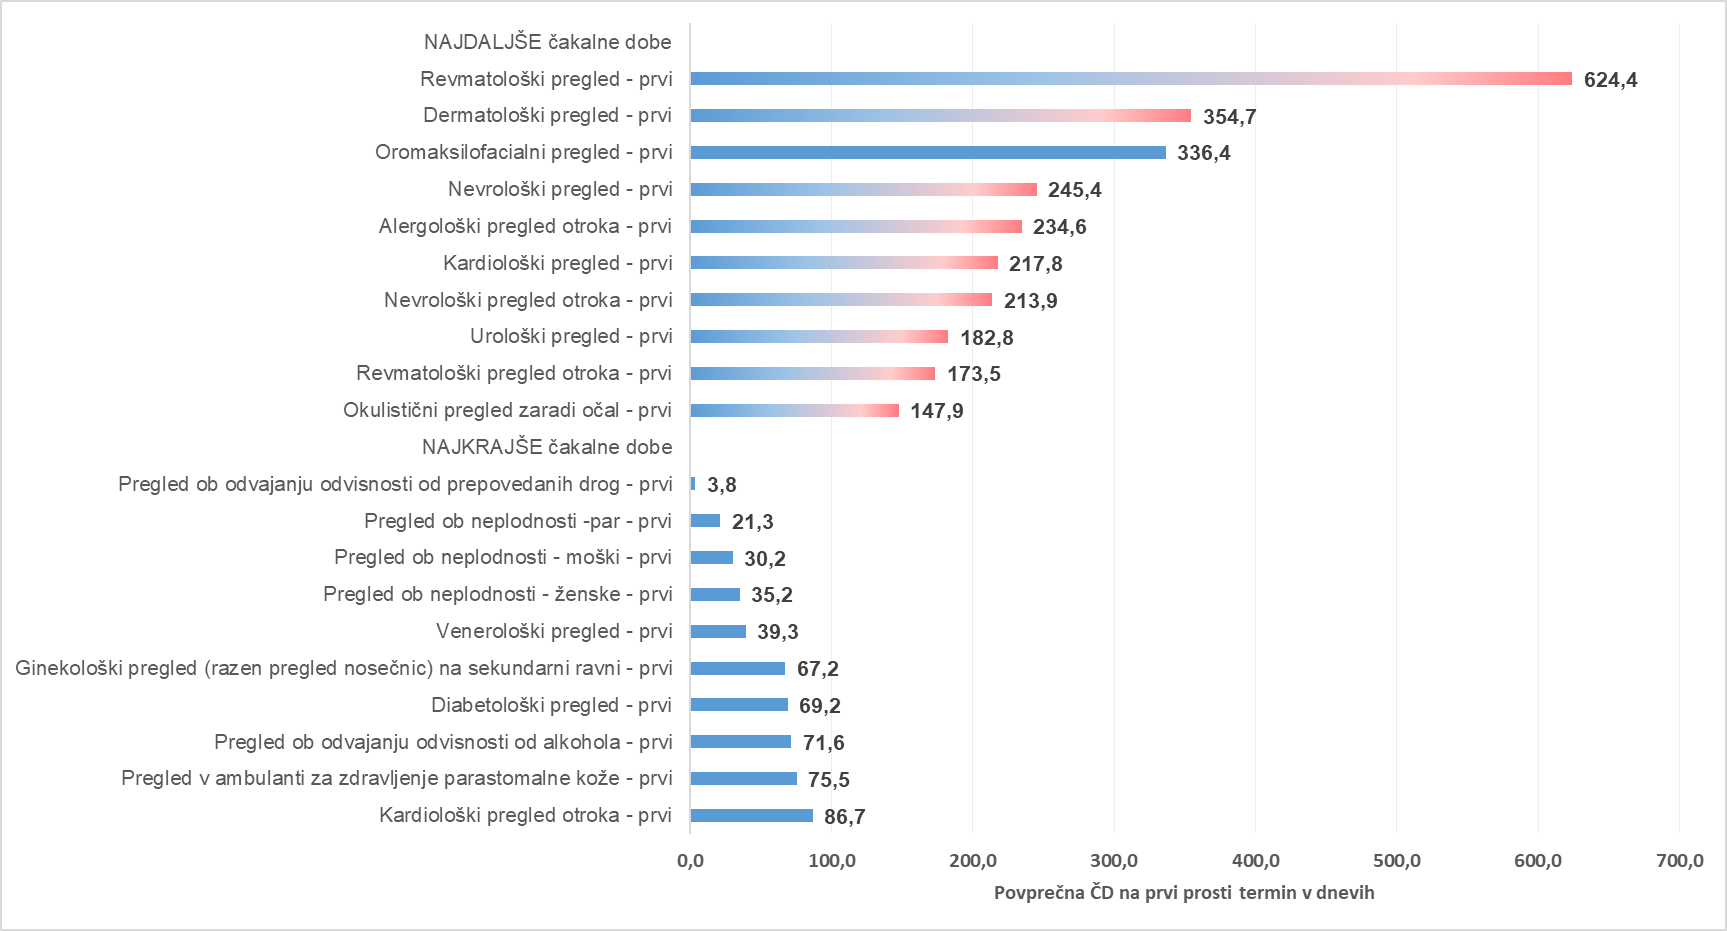 NAJDALJŠE čakalne dobe
Revmatološki pregled - prvi 624,4
Dermatološki pregled - prvi 354,7
Oromaksilofacialni pregled - prvi 336,4
Nevrološki pregled - prvi 245,4
Alergološki pregled otroka - prvi 234,6
Kardiološki pregled - prvi 217,8
Nevrološki pregled otroka - prvi 213,9
Urološki pregled - prvi 182,8
Revmatološki pregled otroka - prvi 173,5
Okulistični pregled zaradi očal - prvi 147,9
NAJKRAJŠE čakalne dobe
Pregled ob odvajanju odvisnosti od prepovedanih drog - prvi 3,8
Pregled ob neplodnosti -par - prvi 21,3
Pregled ob neplodnosti - moški - prvi 30,2
Pregled ob neplodnosti - ženske - prvi 35,2
Venerološki pregled - prvi 39,3
Ginekološki pregled (razen pregled nosečnic) na sekundarni ravni - prvi 67,2
Diabetološki pregled - prvi 69,2
Pregled ob odvajanju odvisnosti od alkohola - prvi 71,6
Pregled v ambulanti za zdravljenje parastomalne kože - prvi 75,5
Kardiološki pregled otroka - prvi 86,7
0,0 100,0 200,0 300,0 400,0 500,0 600,0 700,0
Povprečna ČD na prvi prosti termin v dnevih